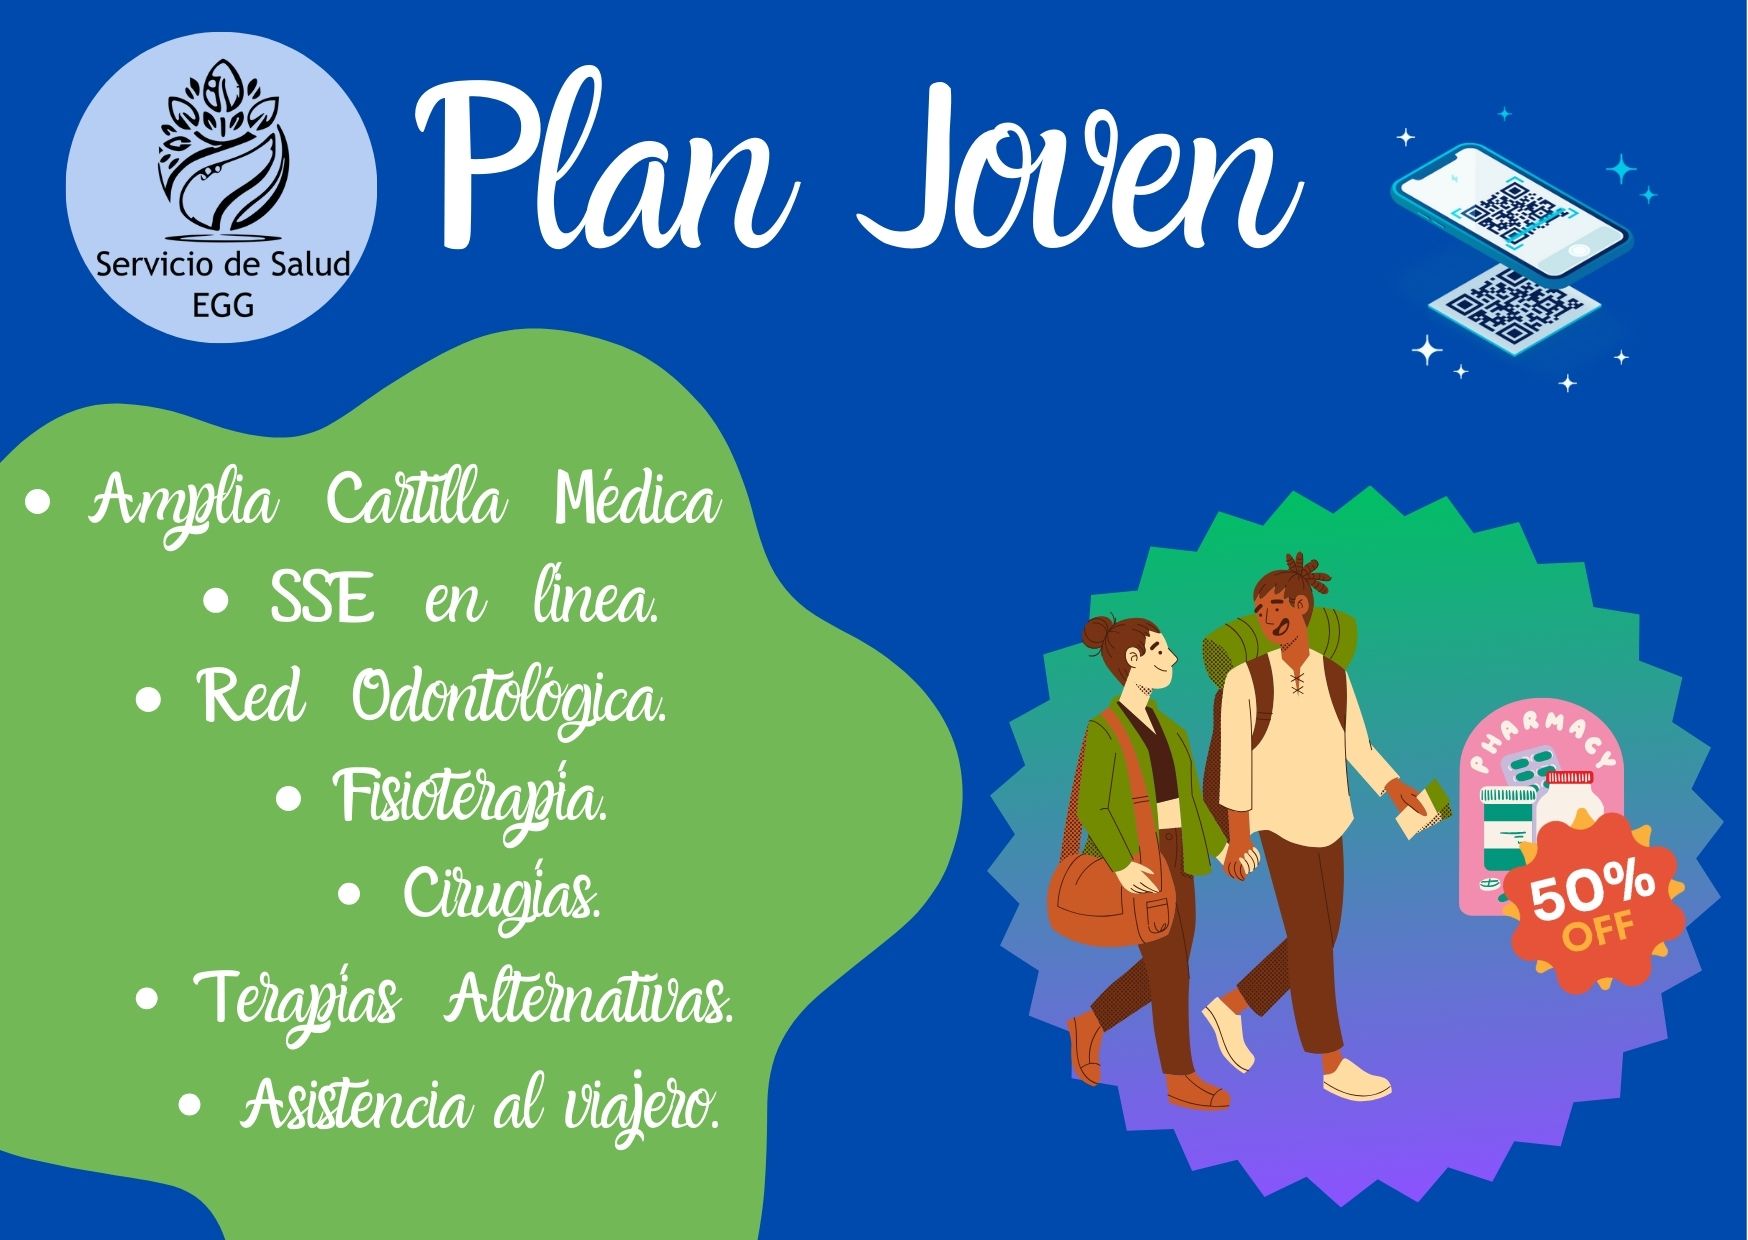 Servicio de Salud
EGG
Plan Joven
• Amplia Cartilla Médica
• SSE en línea.
• Red Odontológica.
• Fisioterapía.
• Cirugías.
• Terapías Alternativas.
• Asistencia al viajero.
PHARMACY
50%
OFF